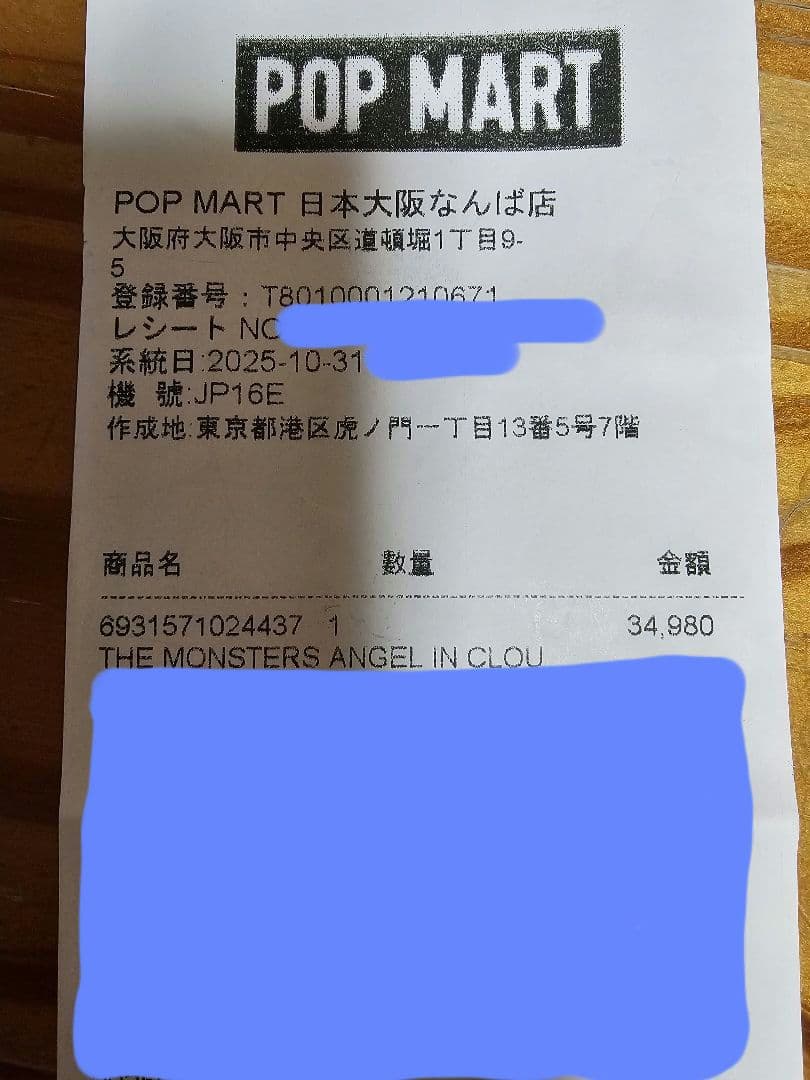 POP MART
POP MART 日本大阪なんば店
大阪府大阪市中央区道頓堀1丁目9-
5
登録番号 : T8010001210671
レシート NO
系統日:2025-10-31
機 號:JP16E
作成地:東京都港区虎ノ門一丁目13番5号7階
商品名 數量 金額
6931571024437 1 34,980
THE MONSTERS ANGEL IN CLOU